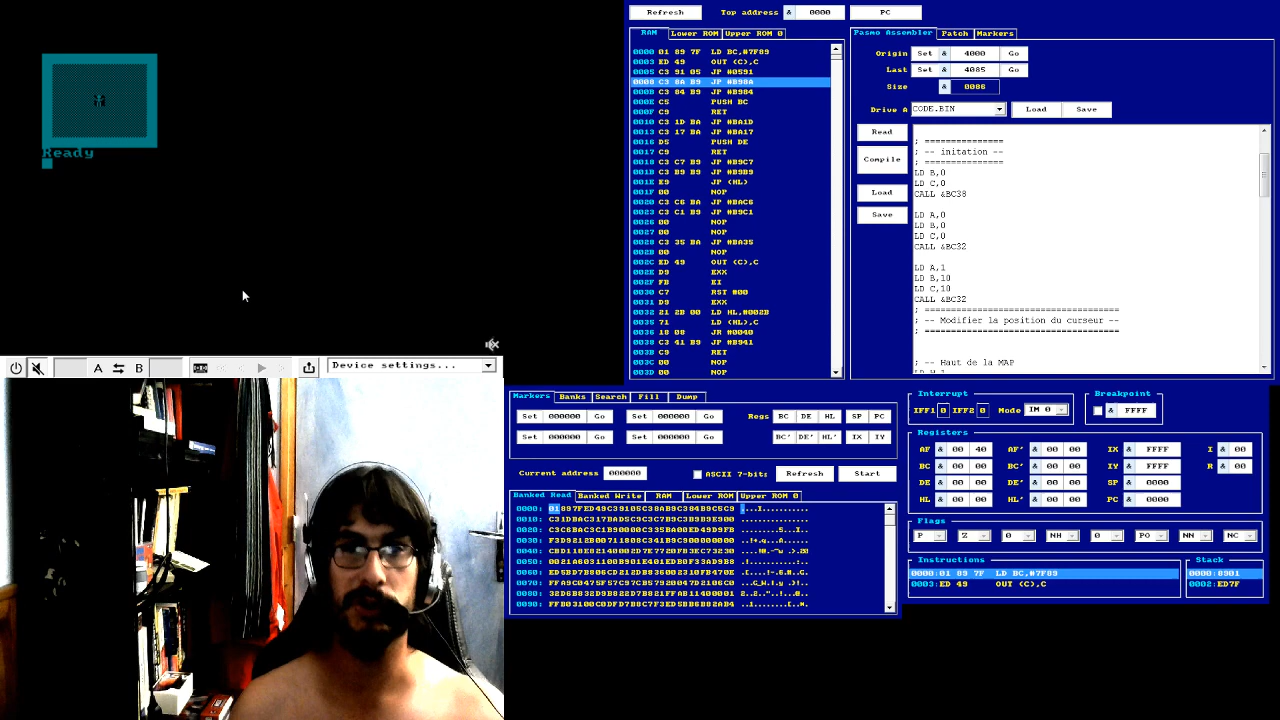 Ready
A B
Device settings...
Refresh Top address & 0000 PC
RAM Lower ROM Upper ROM 0
0000 01 89 7F LD BC,#7F89
0003 ED 49 OUT (C),C
0005 C3 91 05 JP #0591
0008 C3 8A B9 JP #B98A
000B C3 84 B9 JP #B984
000E C5 PUSH BC
000F C9 RET
0010 C3 1D BA JP #BA1D
0013 C3 17 BA JP #BA17
0016 D5 PUSH DE
0017 C9 RET
0018 C3 C7 B9 JP #B9C7
001B C3 B9 B9 JP #B9B9
001E E9 JP (HL)
001F 00 NOP
0020 C3 C6 BA JP #BAC6
0023 C3 C1 B9 JP #B9C1
0026 00 NOP
0027 00 NOP
0028 C3 35 BA JP #BA35
002B 00 NOP
002C ED 49 OUT (C),C
002E D9 EXX
002F FB EI
0030 C7 RST #00
0031 D9 EXX
0032 21 2B 00 LD HL,#002B
0035 71 LD (HL),C
0036 18 08 JR #0040
0038 C3 41 B9 JP #B941
003B C9 RET
003C 00 NOP
003D 00 NOP
Pasmo Assembler Patch Markers
Origin Set & 4000 Go
Last Set & 4085 Go
Size & 0086
Drive A CODE.BIN Load Save
Read
Compile
Load
Save
; ===============
; -- initation --
; ===============
LD B,0
LD C,0
CALL &BC38
LD A,0
LD B,0
LD C,0
CALL &BC32
LD A,1
LD B,10
LD C,10
CALL &BC32
; ===================================
; -- Modifier la position du curseur --
; ===================================
; -- Haut de la MAP
Markers Banks Search Fill Dump
Set 000000 Go Set 000000 Go Regs BC DE HL SP PC
Set 000000 Go Set 000000 Go BC' DE' HL' IX IY
Current address 000000 ASCII 7-bits Refresh Start
Banked Read Banked Write RAM Lower ROM Upper ROM 0
0000: 01897FED49C39105C38AB9C384B9C5C9
0010: C31DBAC317BAD5C9C3C7B9C3B9B9E900
0020: C3C6BAC3C1B90000C335BA00ED49D9FB
Interrupt
IFF1 0 IFF2 0 Mode IM 0
Breakpoint
& FFFF
Registers
AF & 00 40 AF' & 00 00 IX & FFFF I & 00
BC & 00 00 BC' & 00 00 IY & FFFF R & 00
DE & 00 00 DE' & 00 00 SP & 0000
HL & 00 00 HL' & 00 00 PC & 0000
Flags
P Z 0 NH 0 PO NN NC
Instructions
0000:01 89 7F LD BC,#7F89
0003:ED 49 OUT (C),C
Stack
0000:8901
0002:ED7F